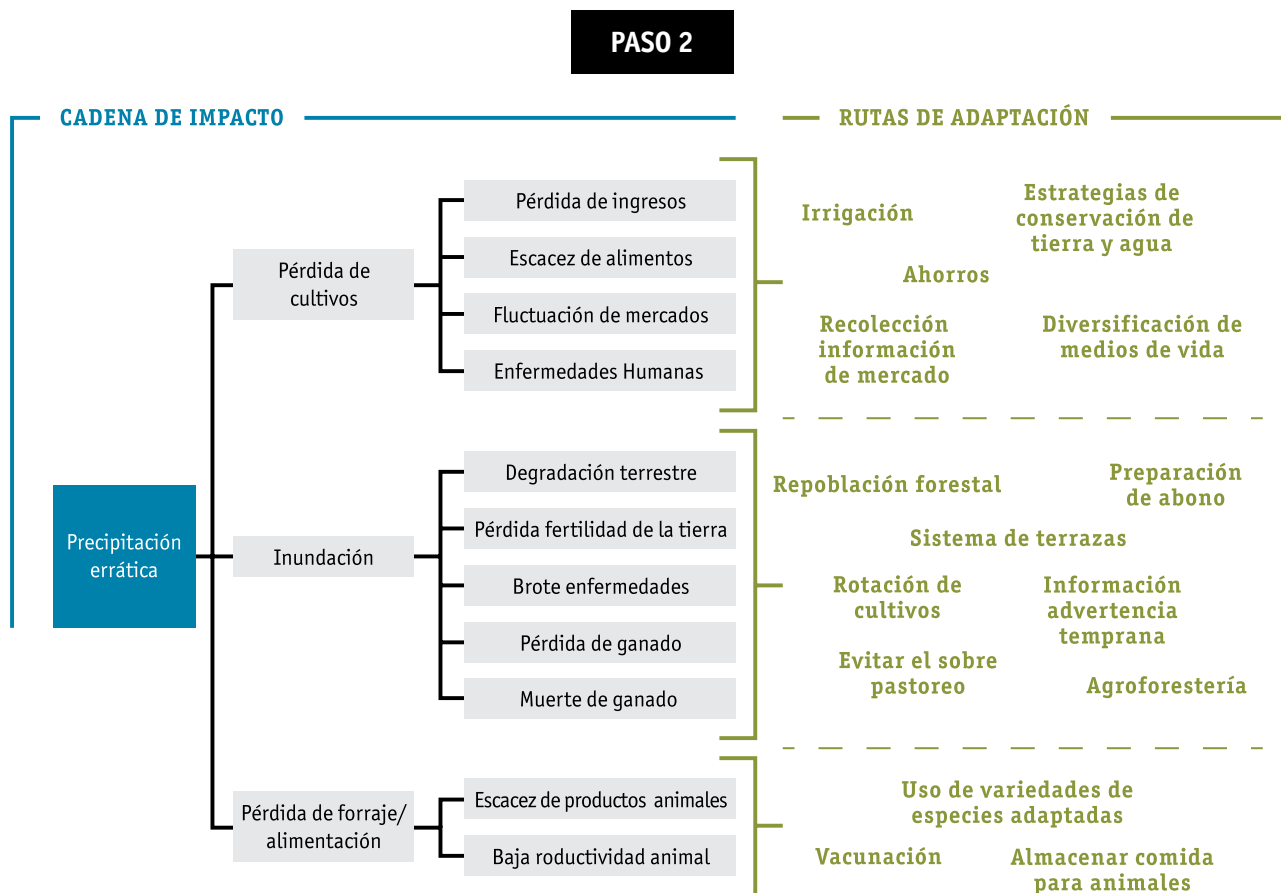 PASO 2
CADENA DE IMPACTO
RUTAS DE ADAPTACIÓN
Precipitación
errática
Pérdida de
cultivos
Pérdida de ingresos
Escacez de alimentos
Fluctuación de mercados
Enfermedades Humanas
Irrigación
Estrategias de
conservación de
tierra y agua
Ahorros
Recolección
información
de mercado
Diversificación de
medios de vida
Inundación
Degradación terrestre
Pérdida fertilidad de la tierra
Brote enfermedades
Pérdida de ganado
Muerte de ganado
Repoblación forestal
Preparación
de abono
Sistema de terrazas
Rotación de
cultivos
Información
advertencia
temprana
Evitar el sobre
pastoreo
Agroforestería
Pérdida de forraje/
alimentación
Escacez de productos animales
Baja roductividad animal
Uso de variedades de
especies adaptadas
Vacunación
Almacenar comida
para animales